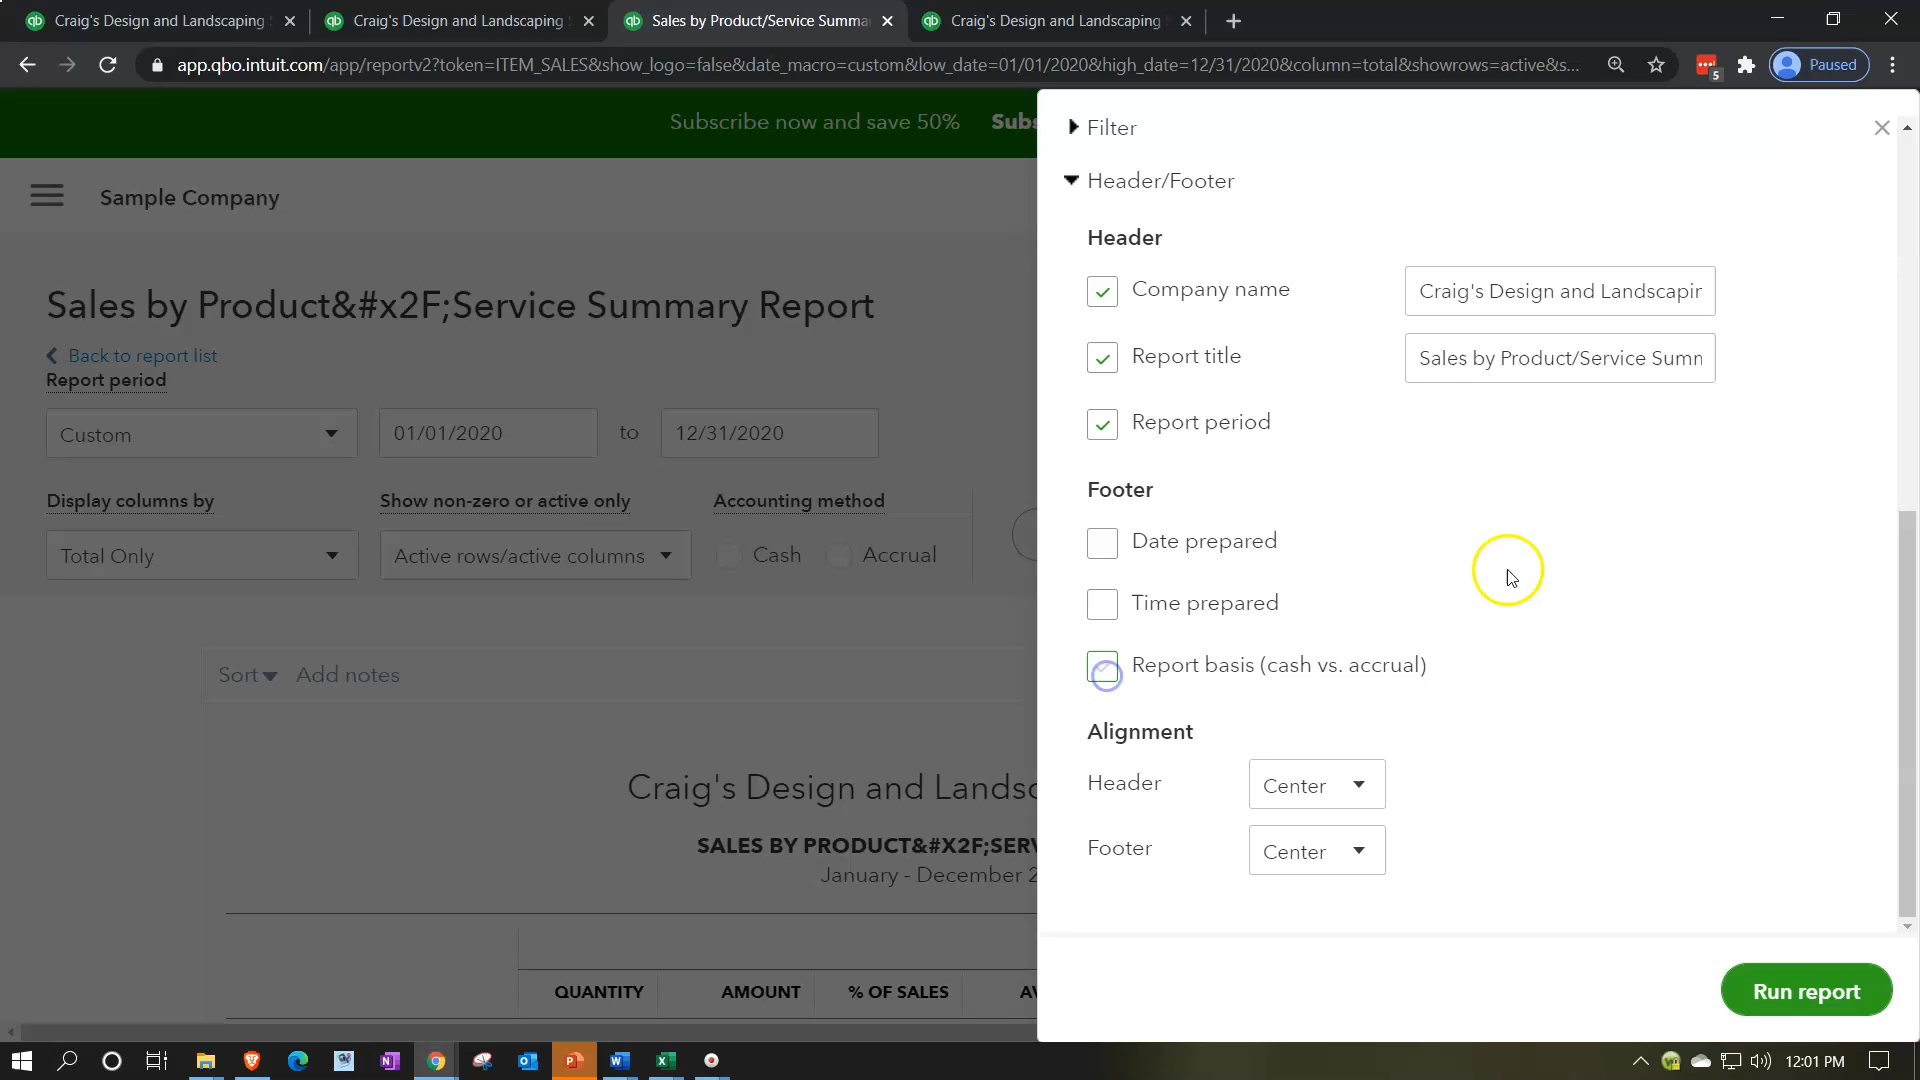 Craig's Design and Landscaping
Craig's Design and Landscaping
Sales by Product/Service Summa
Craig's Design and Landscaping
app.qbo.intuit.com/app/reportv2?token=ITEM_SALES&show_logo=false&date_macro=custom&low_date=01/01/2020&high_date=12/31/2020&column=total&showrows=active&s...
5
Paused
Subscribe now and save 50% Subs
Sample Company
Sales by Product&#x2F;Service Summary Report
Back to report list
Report period
Custom
01/01/2020 to 12/31/2020
Display columns by
Show non-zero or active only
Accounting method
Total Only
Active rows/active columns
Cash
Accrual
Sort
Add notes
Craig's Design and Landsc
SALES BY PRODUCT&#X2F;SERV
January - December 2
QUANTITY
AMOUNT
% OF SALES
AV
Filter
Header/Footer
Header
Company name
Craig's Design and Landscapin
Report title
Sales by Product/Service Summ
Report period
Footer
Date prepared
Time prepared
Report basis (cash vs. accrual)
Alignment
Header
Center
Footer
Center
Run report
12:01 PM